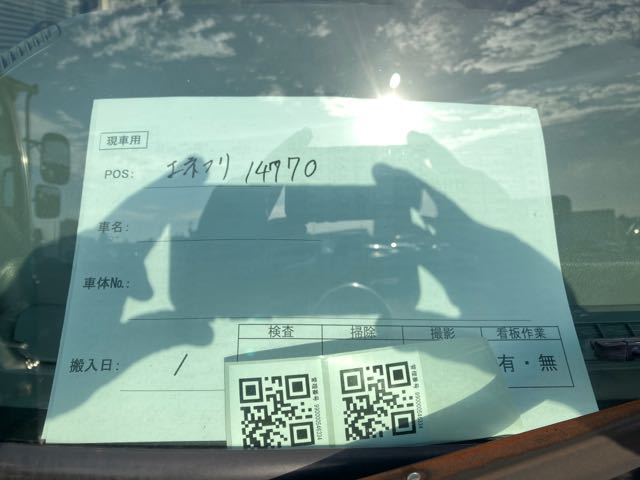 現車用
POS: エネフリ 14770
車名:
車体No.:
検査 掃除 撮影 看板作業
搬入日: / 有・無